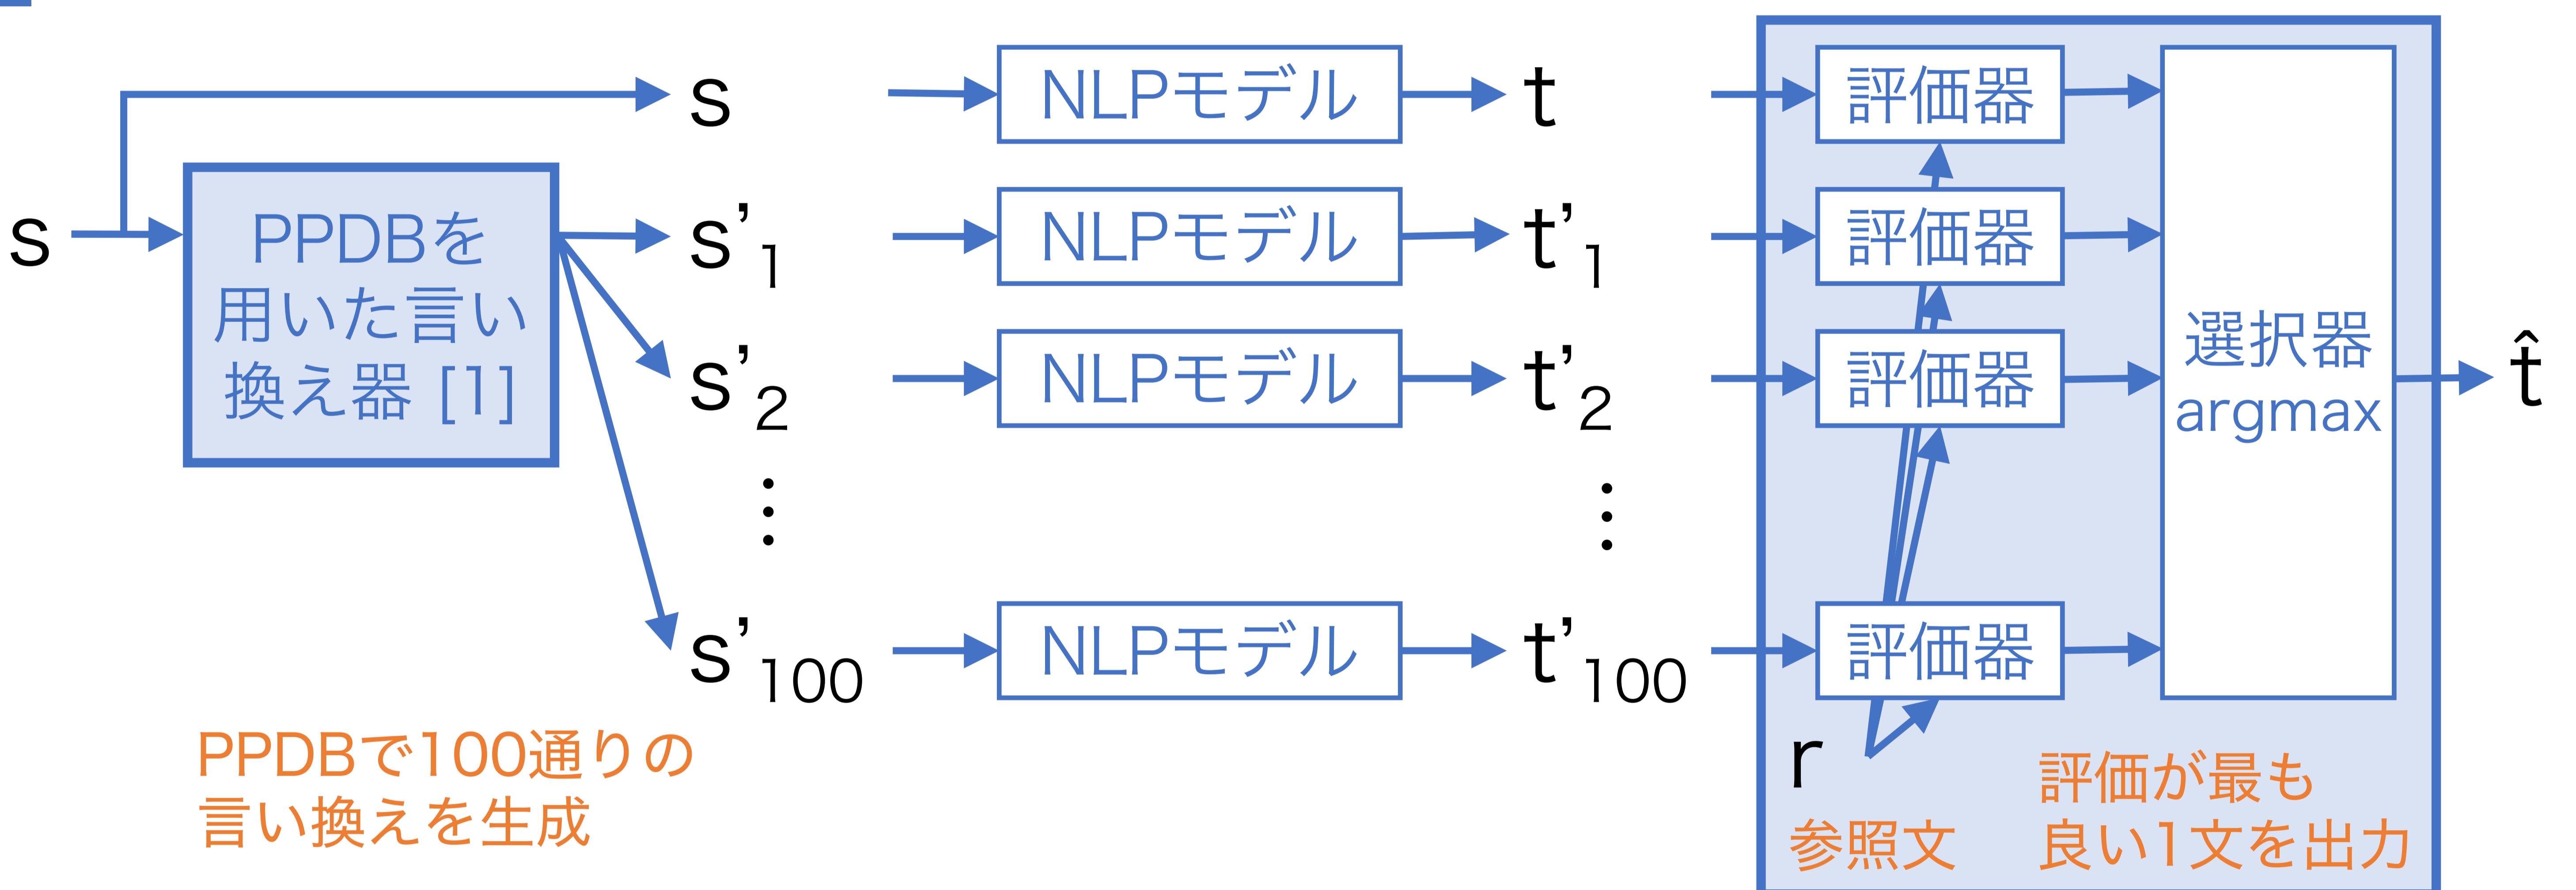 s
PPDBを
用いた言い
換え器 [1]
s
NLPモデル
t
評価器
s’1
NLPモデル
t’1
評価器
s’2
NLPモデル
t’2
評価器
⋮
⋮
s’100
NLPモデル
t’100
評価器
選択器
argmax
t̂
PPDBで100通りの
言い換えを生成
r
参照文
評価が最も
良い1文を出力